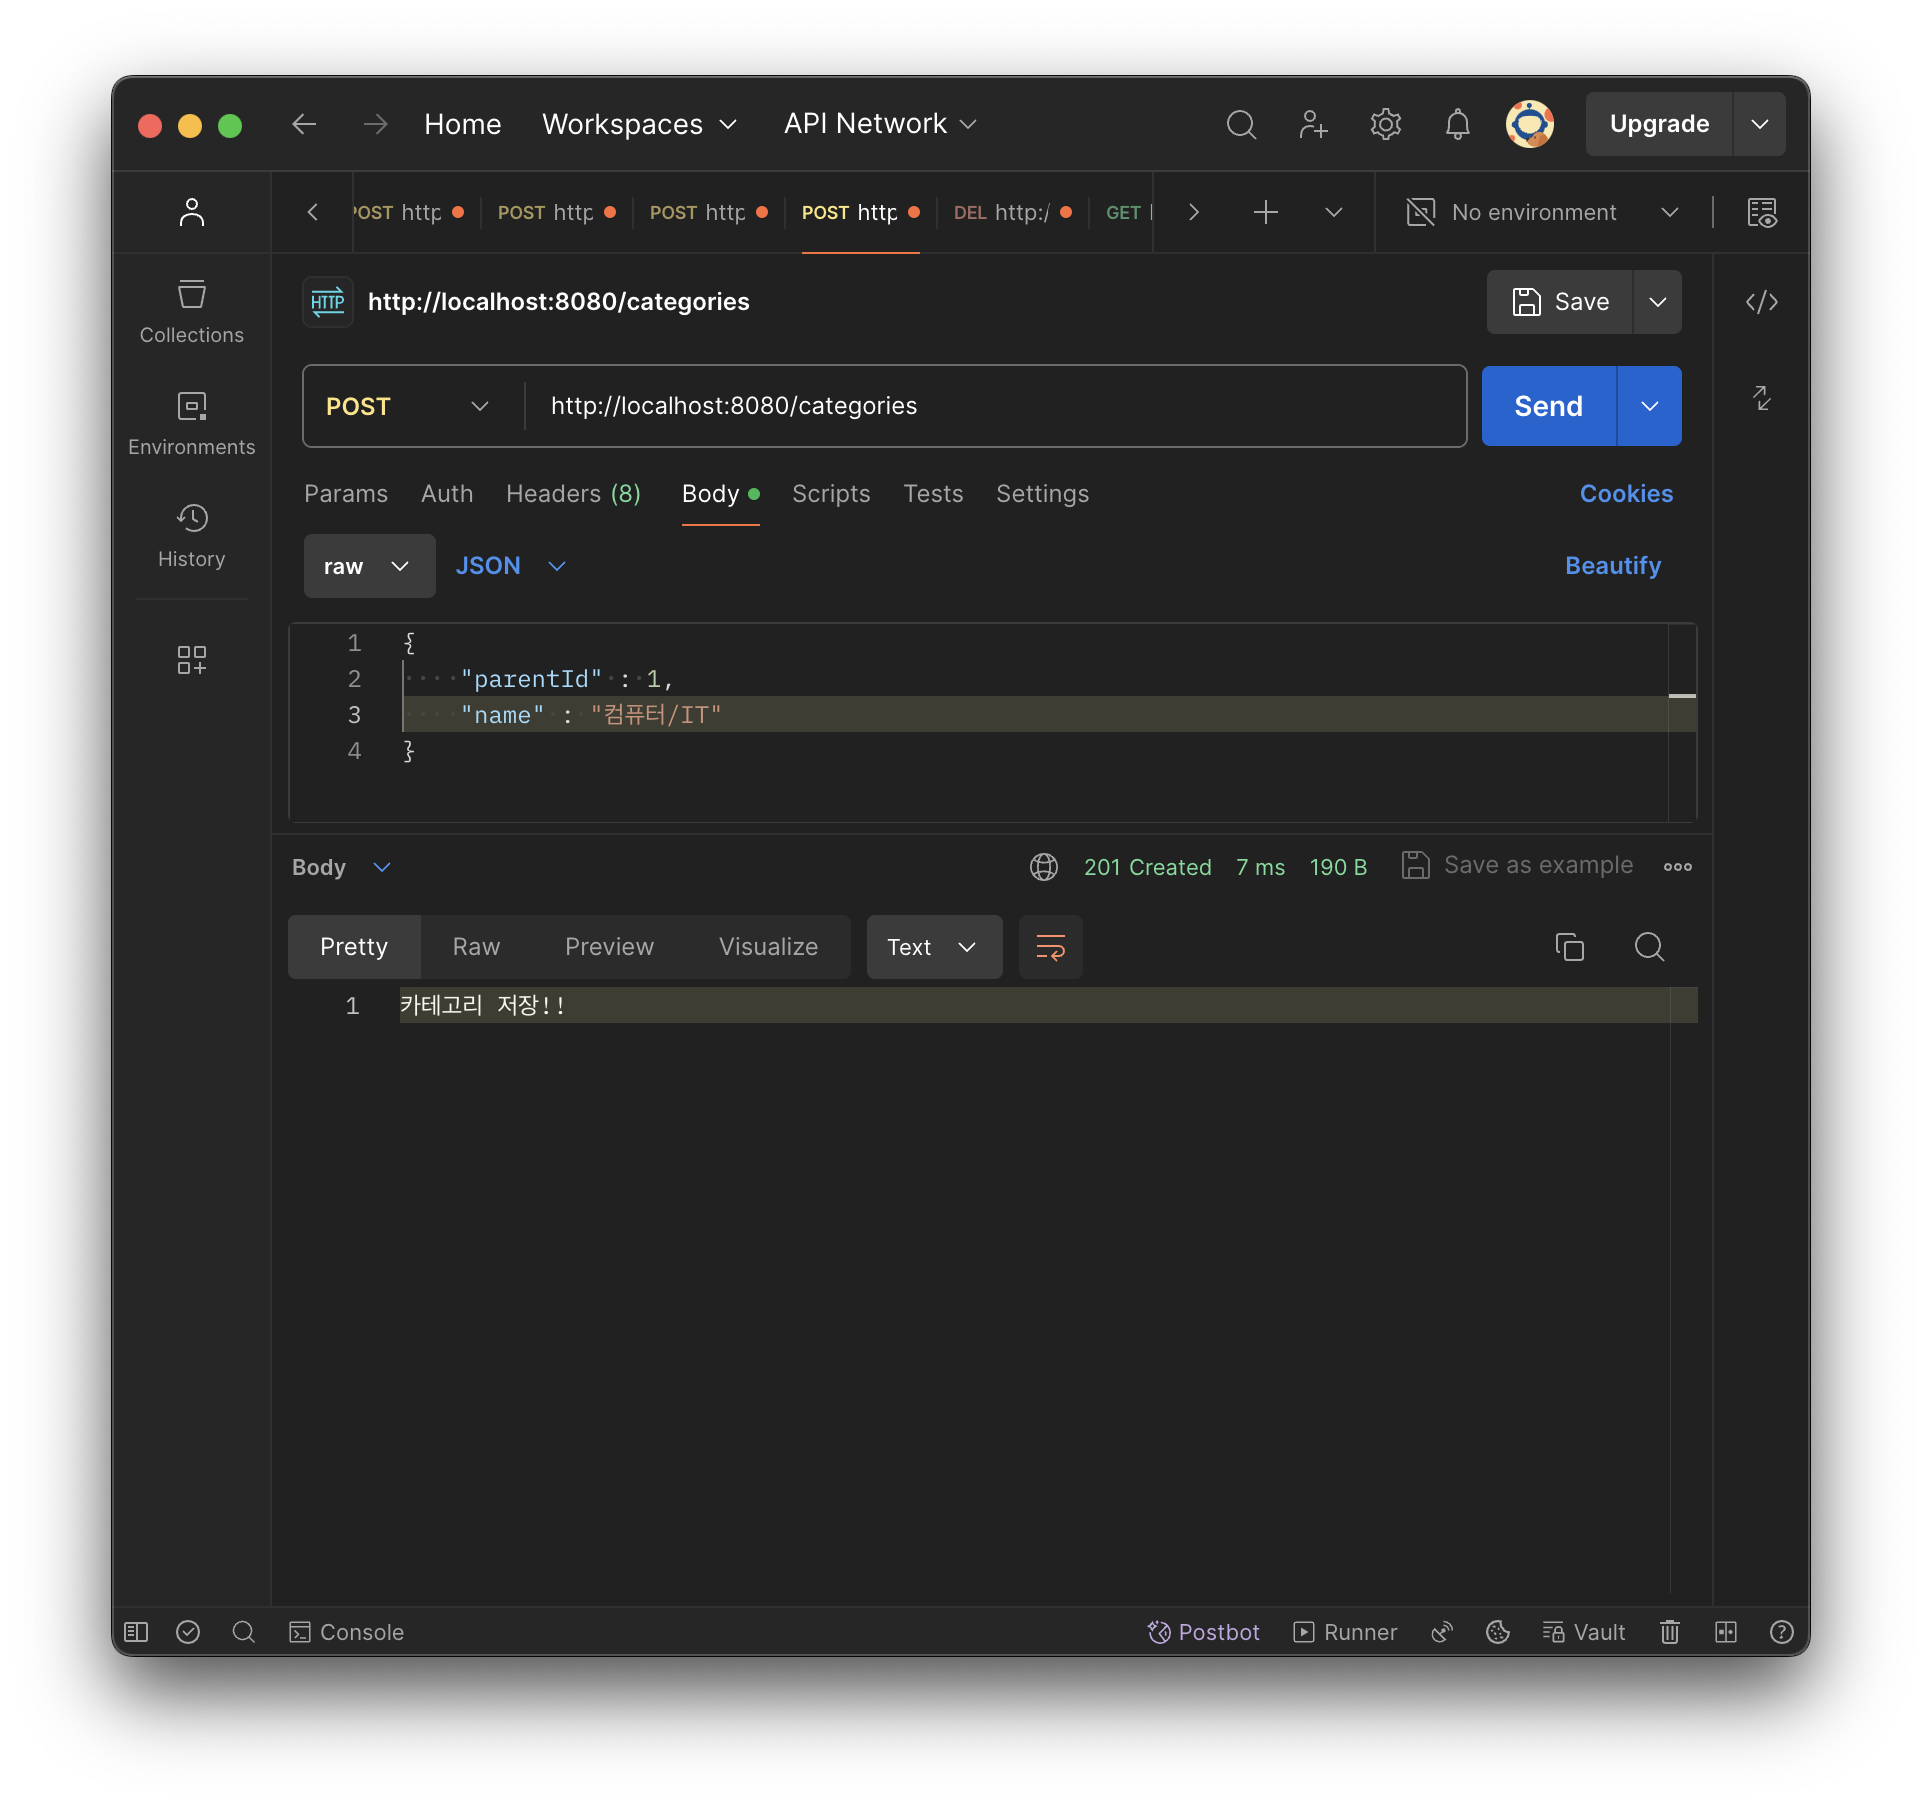 Home Workspaces API Network Upgrade
POST http POST http POST http POST http DEL http:/ GET No environment
HTTP http://localhost:8080/categories Save
POST http://localhost:8080/categories Send
Params Auth Headers (8) Body Scripts Tests Settings Cookies
raw JSON Beautify
1 {
2 "parentId" : 1,
3 "name" : "컴퓨터/IT"
4 }
Collections
Environments
History
Body 201 Created 7 ms 190 B Save as example
Pretty Raw Preview Visualize Text
1 카테고리 저장!!
Console Postbot Runner Vault